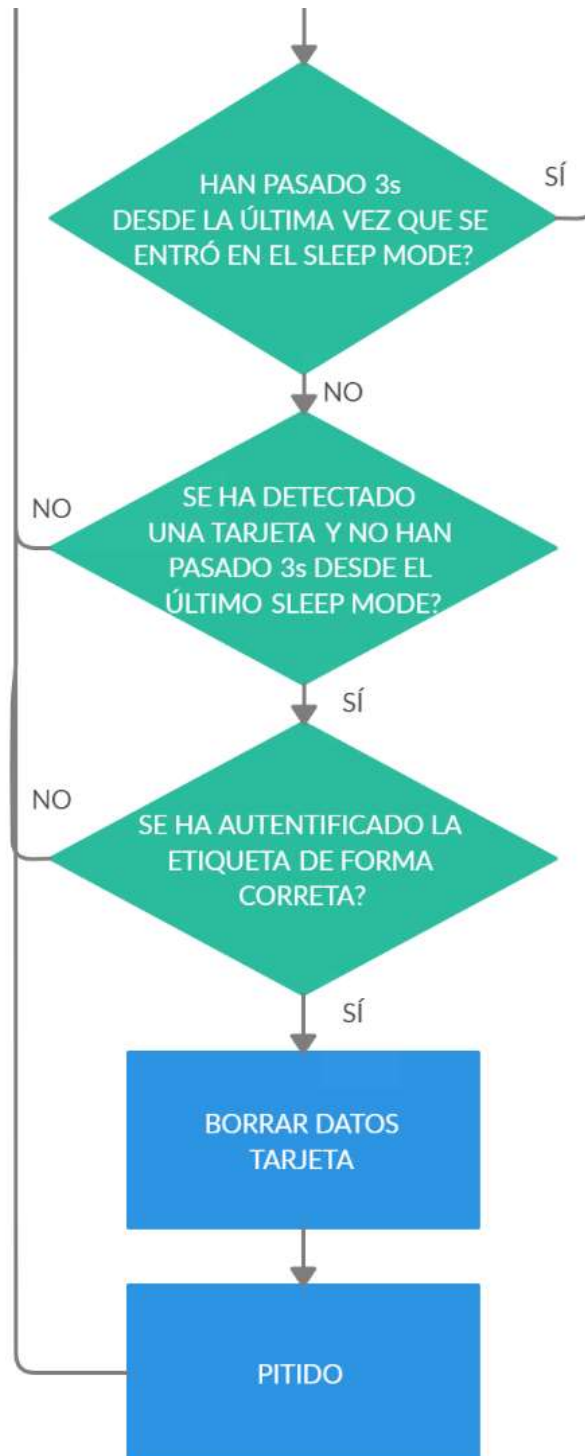 HAN PASADO 3s
DESDE LA ÚLTIMA VEZ QUE SE
ENTRÓ EN EL SLEEP MODE?
SÍ
NO
NO
SE HA DETECTADO
UNA TARJETA Y NO HAN
PASADO 3s DESDE EL
ÚLTIMO SLEEP MODE?
SÍ
NO
SE HA AUTENTIFICADO LA
ETIQUETA DE FORMA
CORRETA?
SÍ
BORRAR DATOS
TARJETA
PITIDO